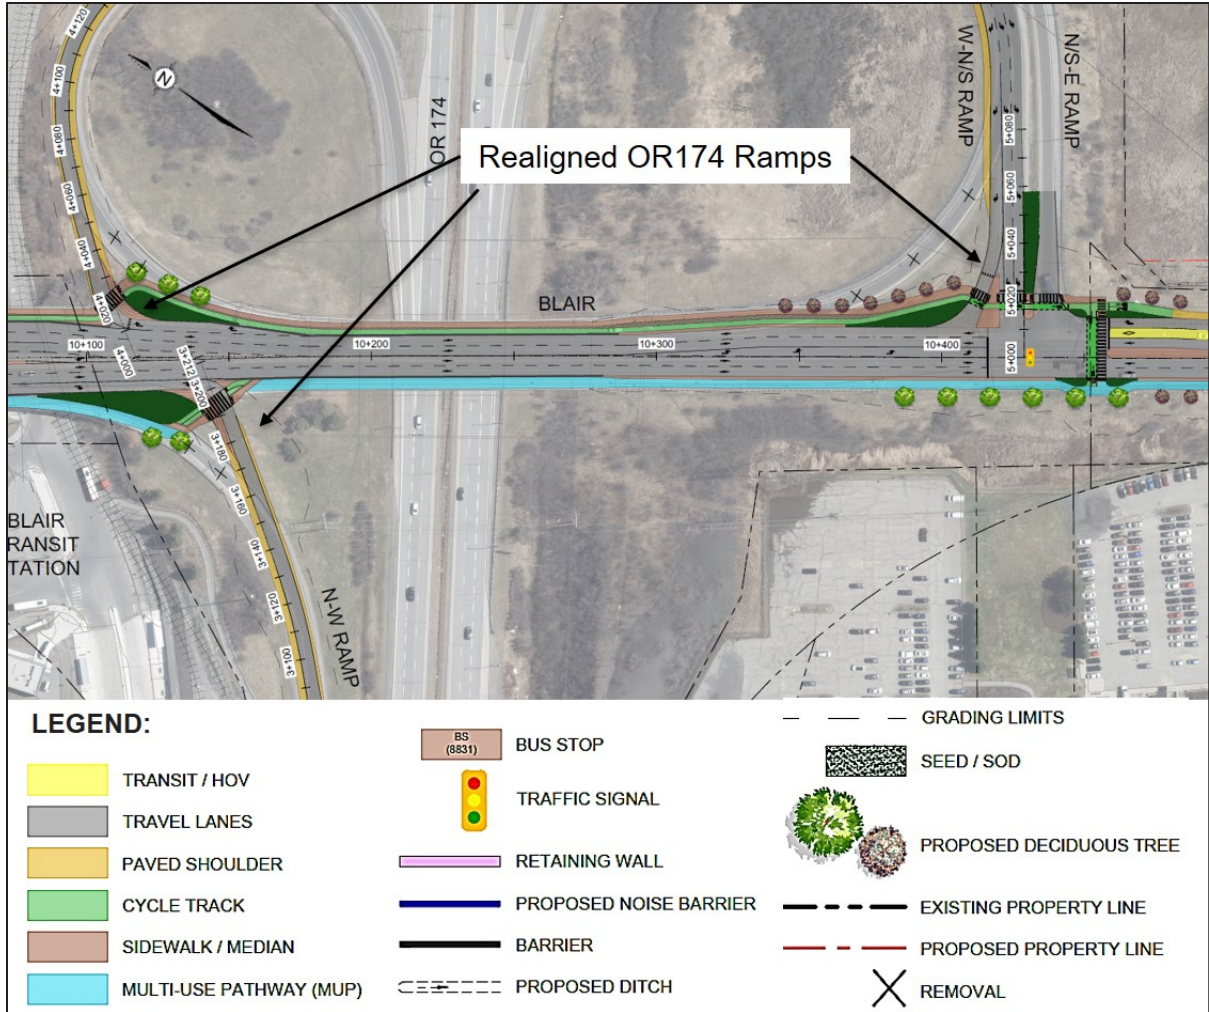 4+120
4+100
4+080
4+060
4+040
4+020
4+000
N
OR 174
Realigned OR174 Ramps
W-N/S RAMP
N/S-E RAMP
5+080
5+060
5+040
5+020
5+000
BLAIR
10+100
10+200
10+300
10+400
3+212
3+200
3+180
3+160
3+140
3+120
3+100
N-W RAMP
BLAIR
RANSIT
TATION
LEGEND:
TRANSIT / HOV
TRAVEL LANES
PAVED SHOULDER
CYCLE TRACK
SIDEWALK / MEDIAN
MULTI-USE PATHWAY (MUP)
BS
(8831)
BUS STOP
TRAFFIC SIGNAL
RETAINING WALL
PROPOSED NOISE BARRIER
BARRIER
PROPOSED DITCH
GRADING LIMITS
SEED / SOD
PROPOSED DECIDUOUS TREE
EXISTING PROPERTY LINE
PROPOSED PROPERTY LINE
REMOVAL